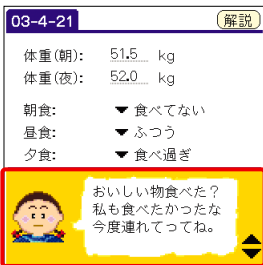 03-4-21 解説
体重(朝): 51.5 kg
体重(夜): 52.0 kg
朝食: ▼ 食べてない
昼食: ▼ ふつう
夕食: ▼ 食べ過ぎ
おいしい物食べた？
私も食べたかったな
今度連れてってね。